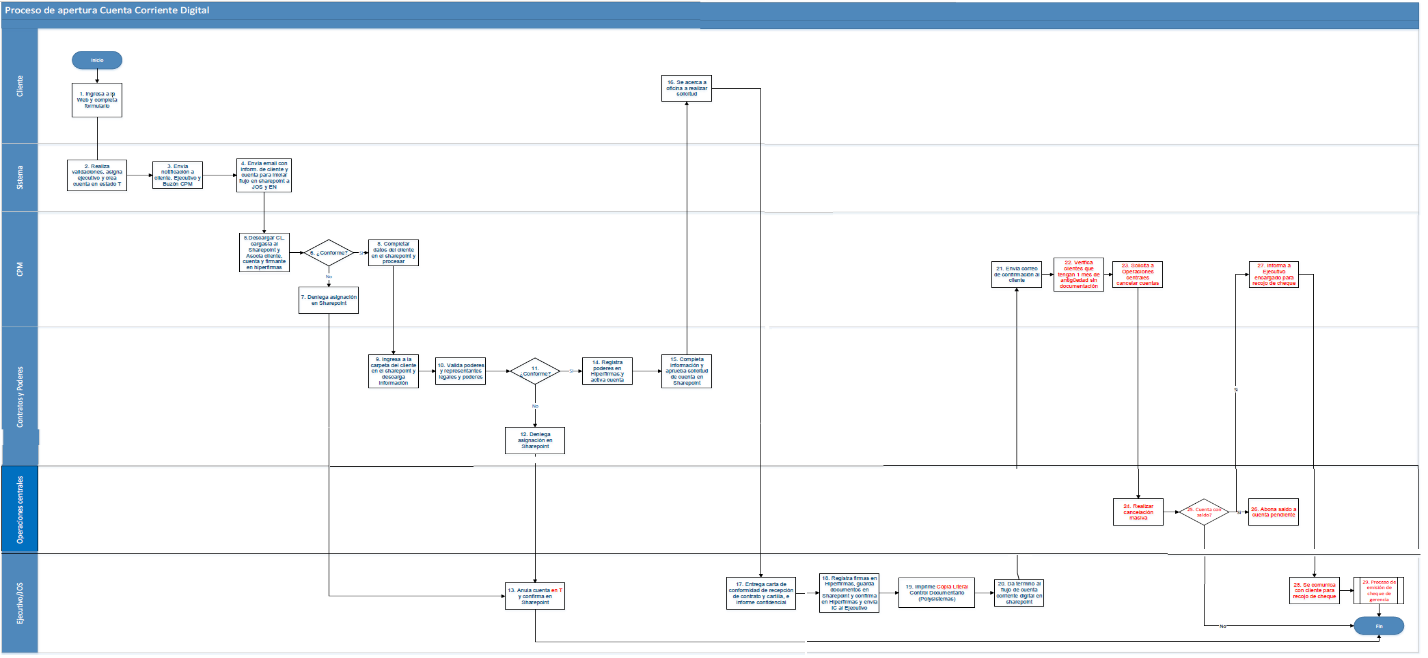 Proceso de apertura Cuenta Corriente Digital
Cliente
Inicio
1. Ingresa a la
Web y completa
formulario
16. Se acerca a
oficina a realizar
solicitud
Sistema
2. Realiza
validaciones, asigna
ejecutivo y crea
cuenta en estado T
3. Envía
notificación a
cliente, Ejecutivo y
Buzón CPM
4. Envía email con
inform. de cliente y
cuenta para iniciar
flujo en sharepoint a
JOS y EN
CPM
5.Descargar CL,
cargarla al
Sharepoint y
Asocia cliente,
cuenta y firmante
en hiperfirmas
6. ¿Conforme?
Si
No
8. Completar
datos del cliente
en el sharepoint y
procesar
7. Deniega asignación
en Sharepoint
21. Envía correo
de confirmación al
cliente
22. Verifica
clientes que
tengan 1 mes de
antigüedad sin
documentación
23. Solicita a
Operaciones
centrales
cancelar cuentas
27. Informa a
Ejecutivo
encargado para
recojo de cheque
Contratos y Poderes
9. Ingresa a la
carpeta del cliente
en el sharepoint y
descarga
información
10. Valida poderes
y representantes
legales y poderes
11.
¿Conforme?
Si
No
14. Registra
poderes en
Hiperfirmas y
activa cuenta
15. Completa
información y
aprueba solicitud
de cuenta en
Sharepoint
12. Deniega
asignación en
Sharepoint
Si
Operaciones centrales
24. Realizar
cancelación
masiva
25. Cuenta con
saldo?
Si
26. Abona saldo a
cuenta pendiente
Ejecutivo/JOS
13. Anula cuenta en T
y confirma en
Sharepoint
17. Entrega carta de
conformidad de recepción
de contrato y cartilla, e
informe confidencial
18. Registra firmas en
Hiperfirmas, guarda
documentos en
Sharepoint y confirma
en Hiperfirmas y envía
IC al Ejecutivo
19. Imprime Copia Literal
Control Documentario
(Polysistemas)
20. Da término al
flujo de cuenta
corriente digital en
sharepoint
28. Se comunica
con cliente para
recojo de cheque
29. Proceso de
emisión de
cheque de
gerencia
No
Fin